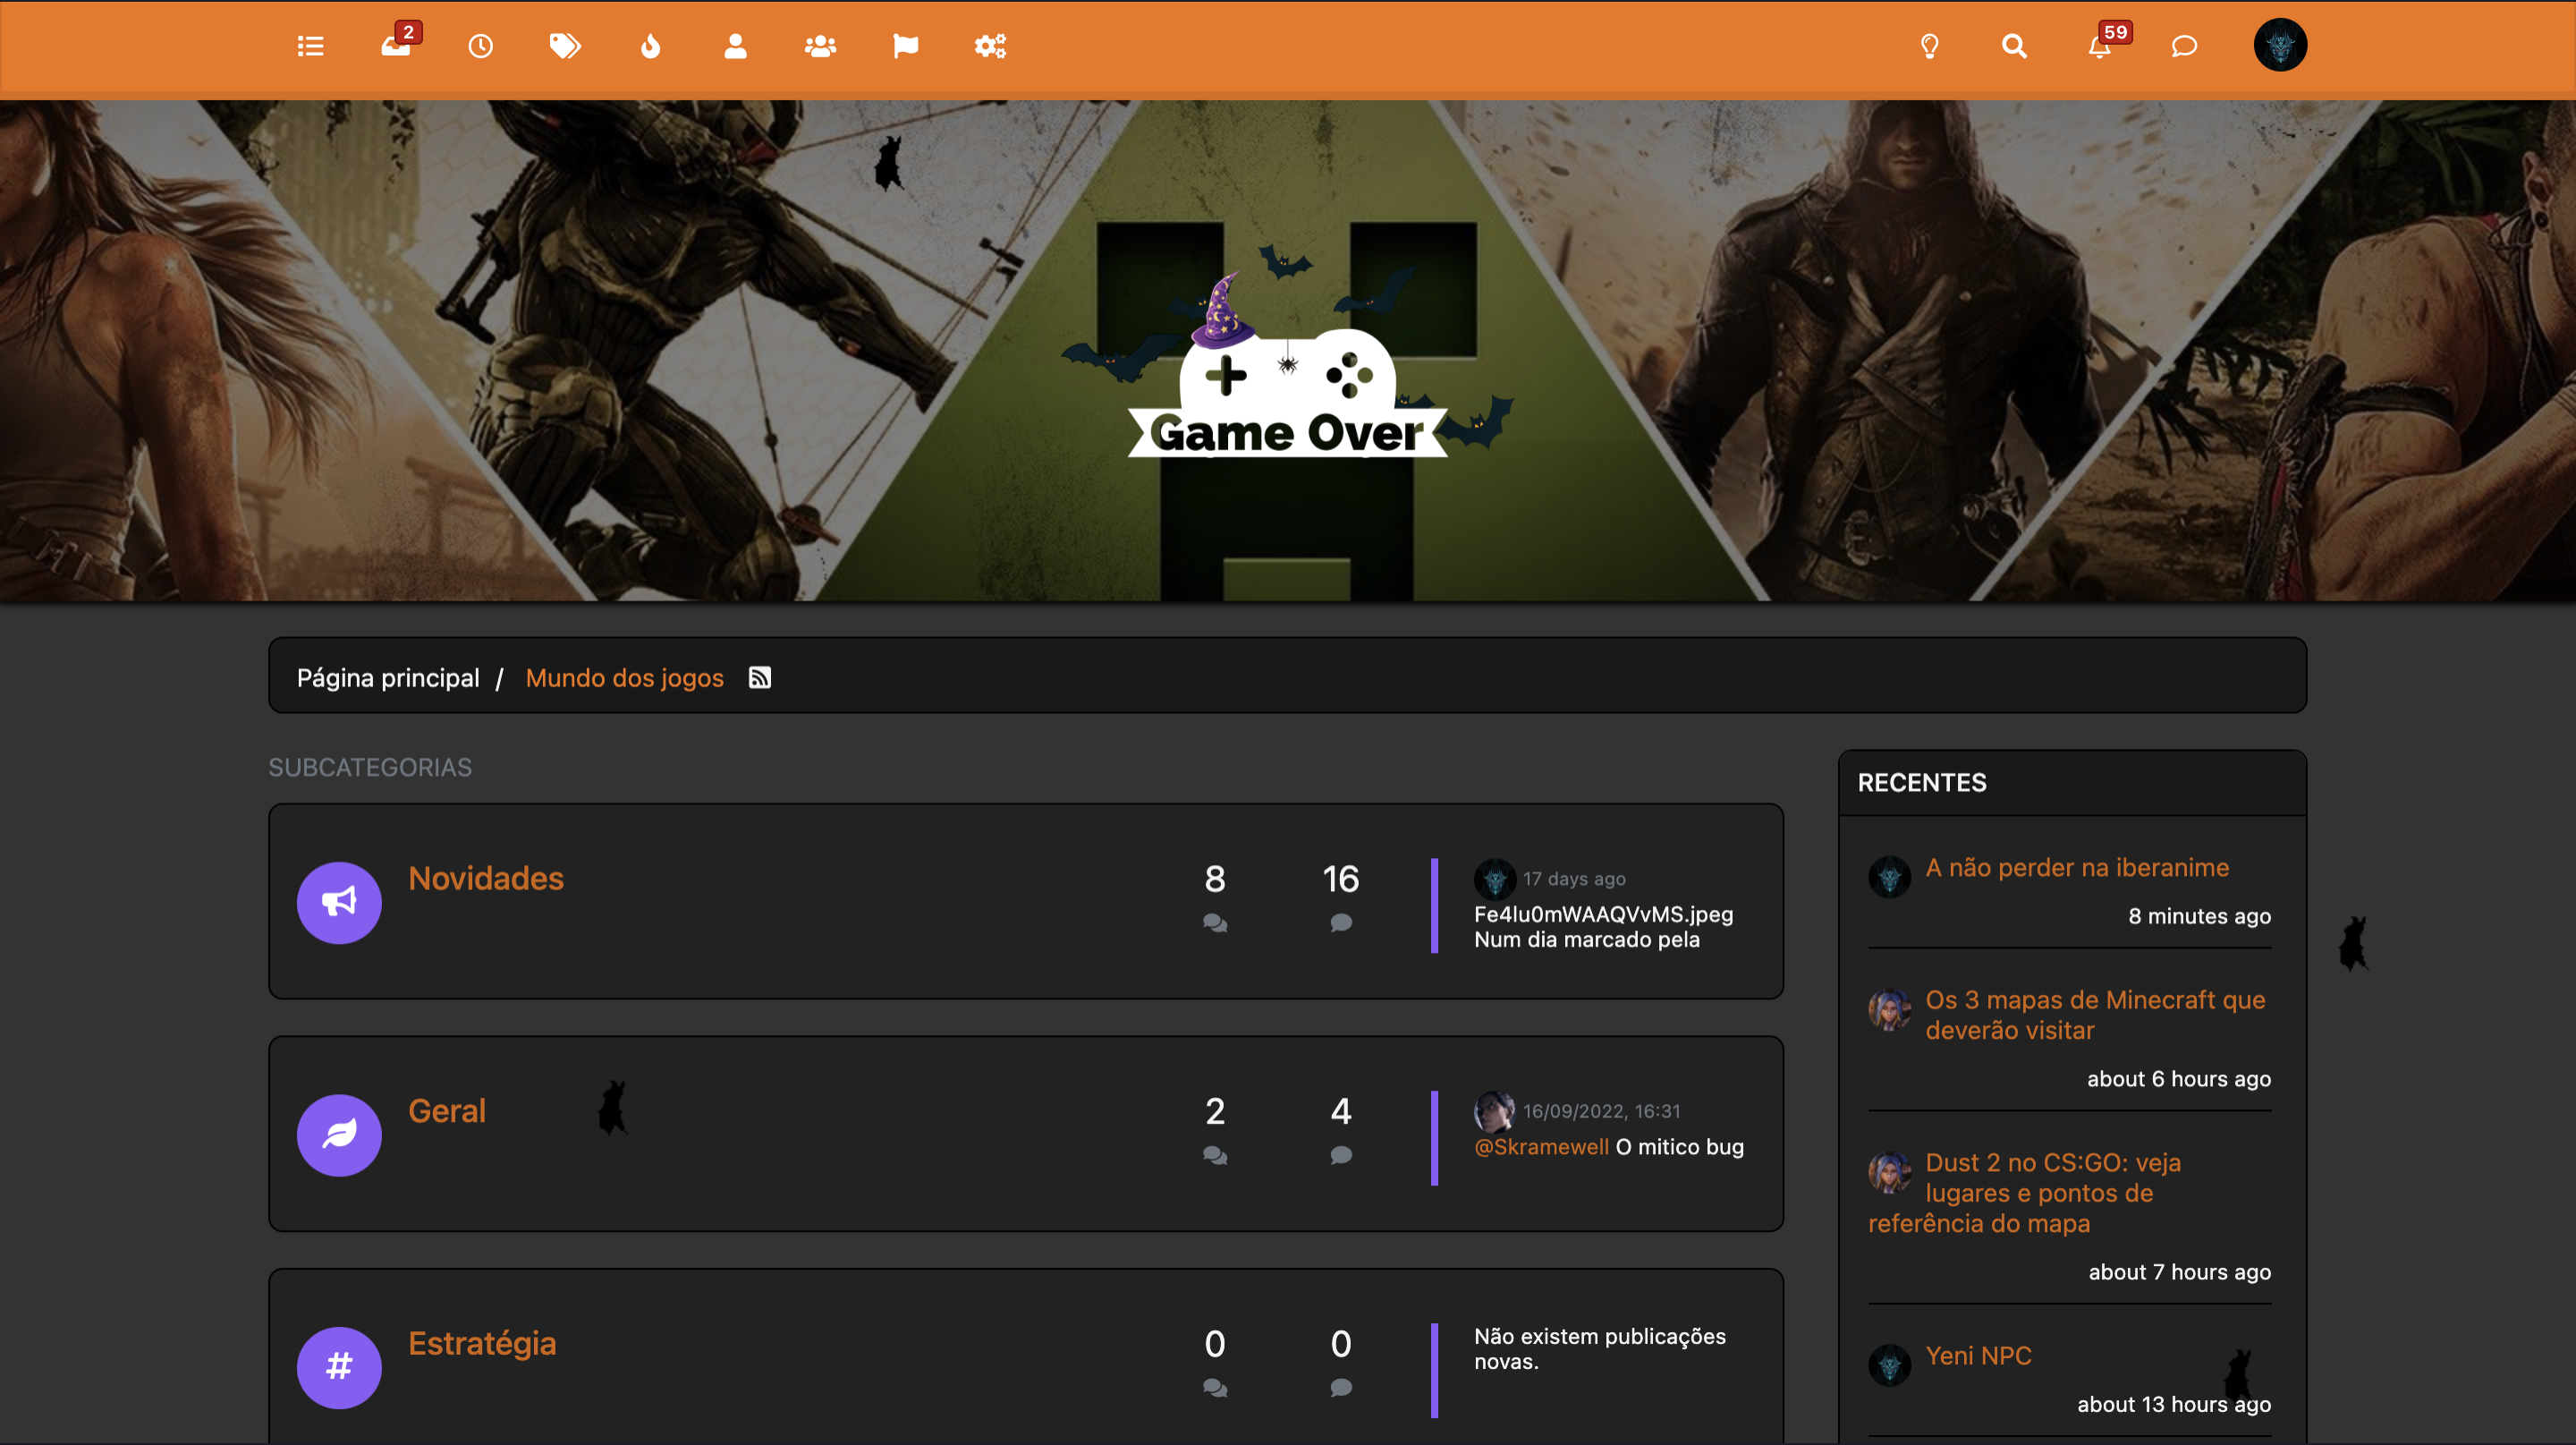 2
59
Game Over
Página principal / Mundo dos jogos
SUBCATEGORIAS
Novidades
8
16
17 days ago
Fe4lu0mWAAQVvMS.jpeg
Num dia marcado pela
Geral
2
4
16/09/2022, 16:31
@Skramewell O mitico bug
Estratégia
0
0
Não existem publicações
novas.
RECENTES
A não perder na iberanime
8 minutes ago
Os 3 mapas de Minecraft que
deverão visitar
about 6 hours ago
Dust 2 no CS:GO: veja
lugares e pontos de
referência do mapa
about 7 hours ago
Yeni NPC
about 13 hours ago